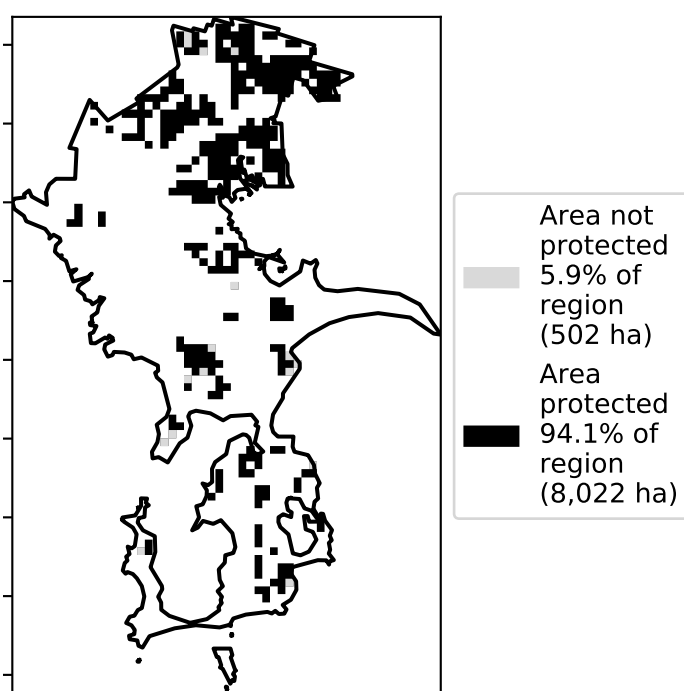 Area not
protected
5.9% of
region
(502 ha)
Area
protected
94.1% of
region
(8,022 ha)